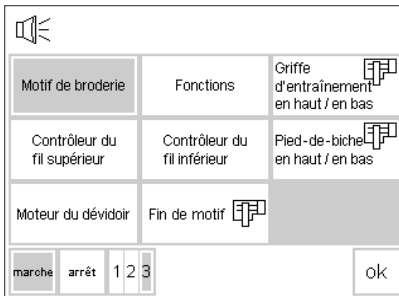 Motif de broderie
Fonctions
Griffe
d'entraînement
en haut / en bas
Contrôleur du
fil supérieur
Contrôleur du
fil inférieur
Pied-de-biche
en haut / en bas
Moteur du dévidoir
Fin de motif
marche arrêt 1 2 3
ok